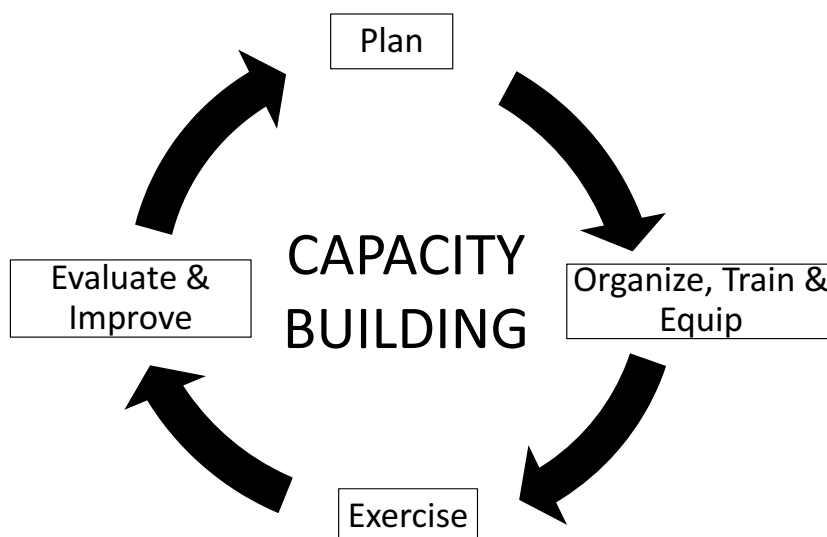 Plan
CAPACITY
BUILDING
Organize, Train &
Equip
Exercise
Evaluate &
Improve